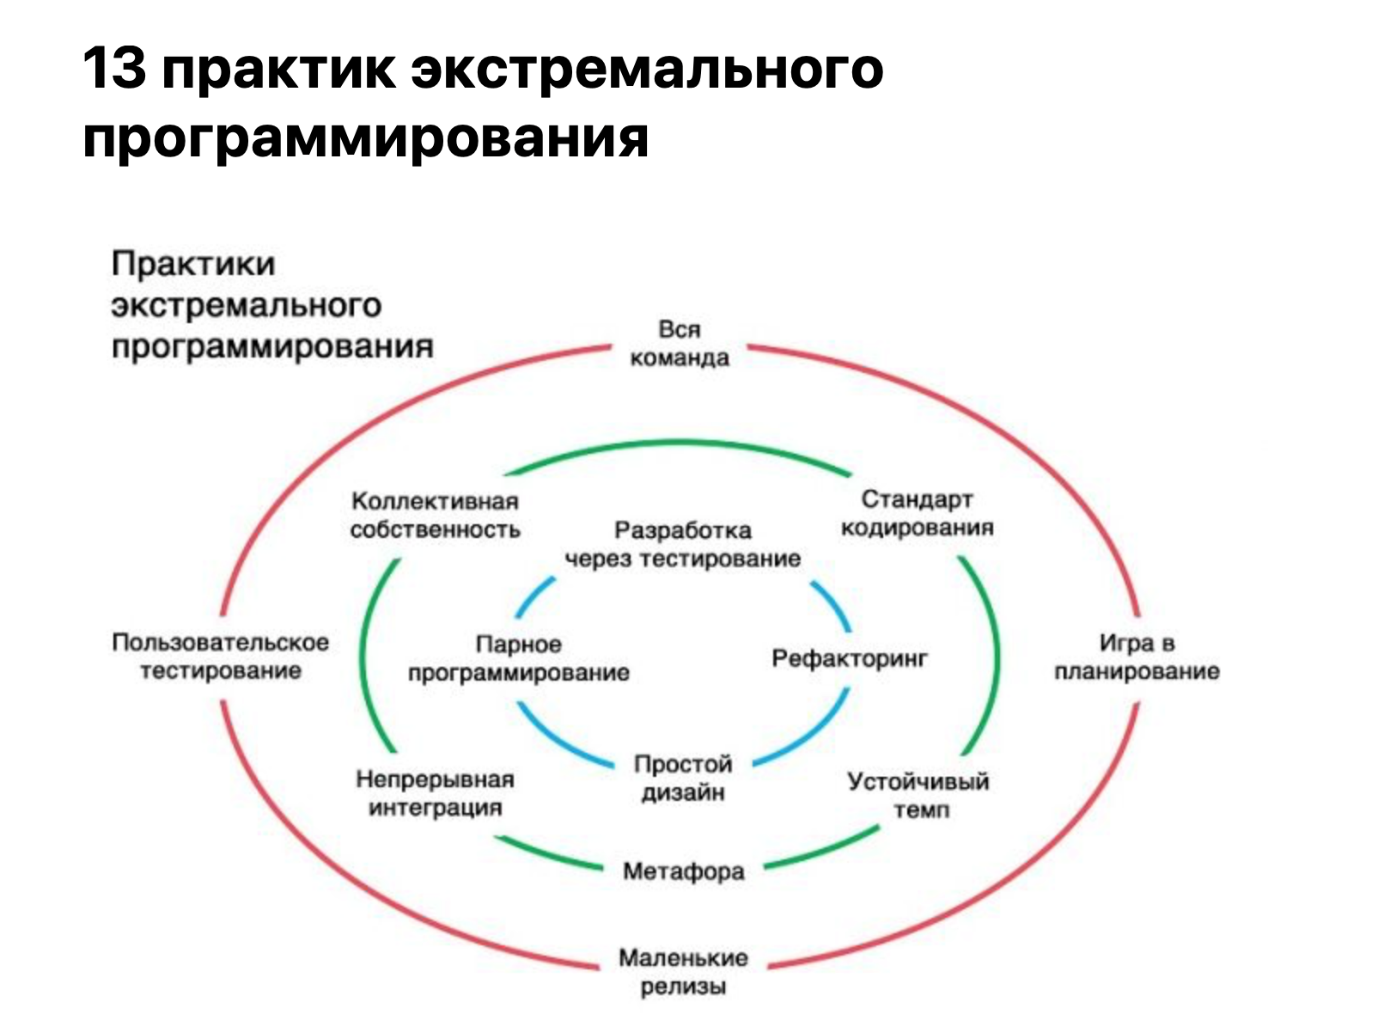 13 практик экстремального
программирования
Практики
экстремального
программирования
Вся
команда
Коллективная
собственность
Стандарт
кодирования
Разработка
через тестирование
Пользовательское
тестирование
Парное
программирование
Рефакторинг
Игра в
планирование
Простой
дизайн
Непрерывная
интеграция
Устойчивый
темп
Метафора
Маленькие
релизы